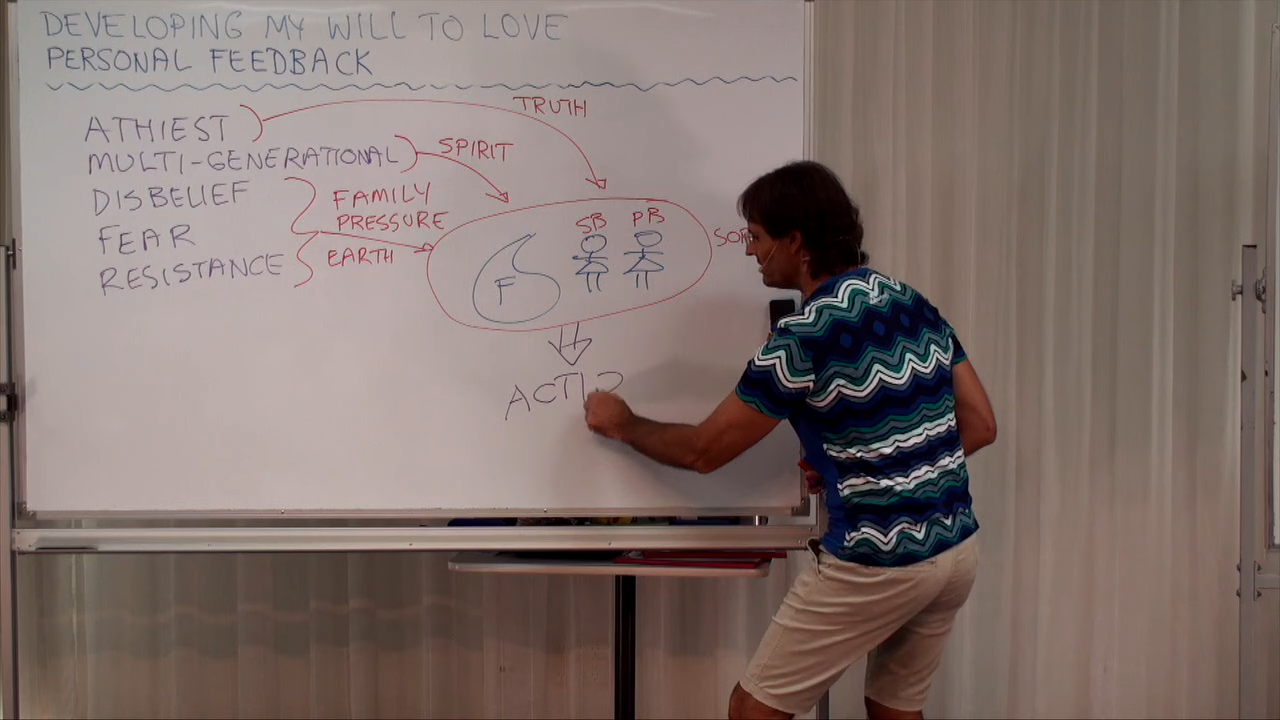 DEVELOPING MY WILL TO LOVE
PERSONAL FEEDBACK
TRUTH
ATHIEST
MULTI-GENERATIONAL
SPIRIT
DISBELIEF
FAMILY
PRESSURE
FEAR
EARTH
RESISTANCE
SB PB
F